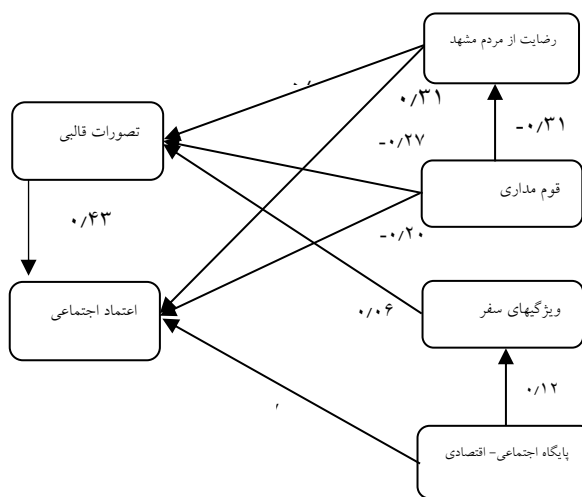 رضایت از مردم مشهد
۰/۳۱
-۰/۳۱
تصورات قالبی
-۰/۲۷
قوم مداری
۰/۴۳
-۰/۲۰
اعتماد اجتماعی
۰/۰۶
ویژگیهای سفر
۰/۱۲
پایگاه اجتماعی- اقتصادی